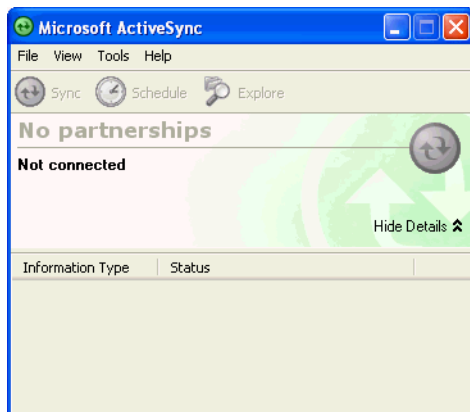 Microsoft ActiveSync
File View Tools Help
Sync Schedule Explore
No partnerships
Not connected
Hide Details
Information Type Status